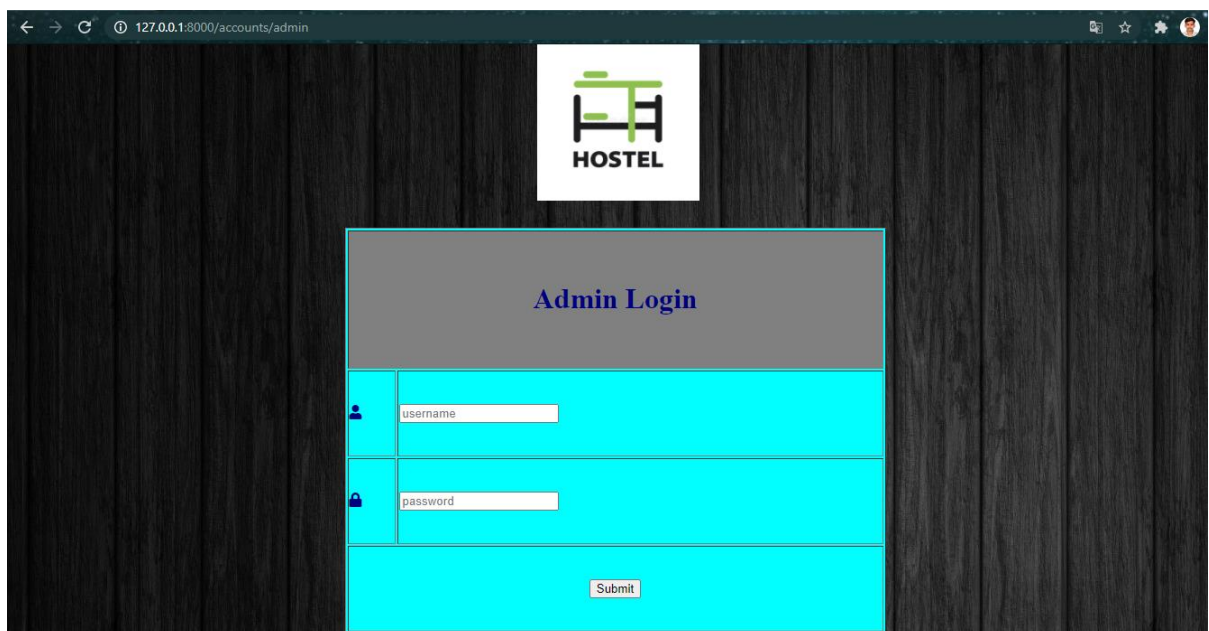 127.0.0.1:8000/accounts/admin
HOSTEL
Admin Login
username
password
Submit